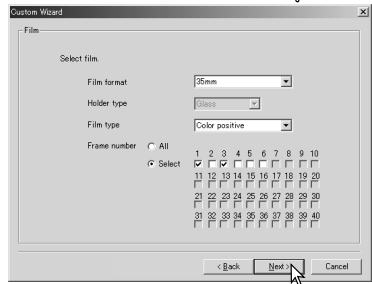 Custom Wizard
Film
Select film.
Film format 35mm
Holder type Glass
Film type Color positive
Frame number All
Select
1 2 3 4 5 6 7 8 9 10
11 12 13 14 15 16 17 18 19 20
21 22 23 24 25 26 27 28 29 30
31 32 33 34 35 36 37 38 39 40
< Back Next > Cancel